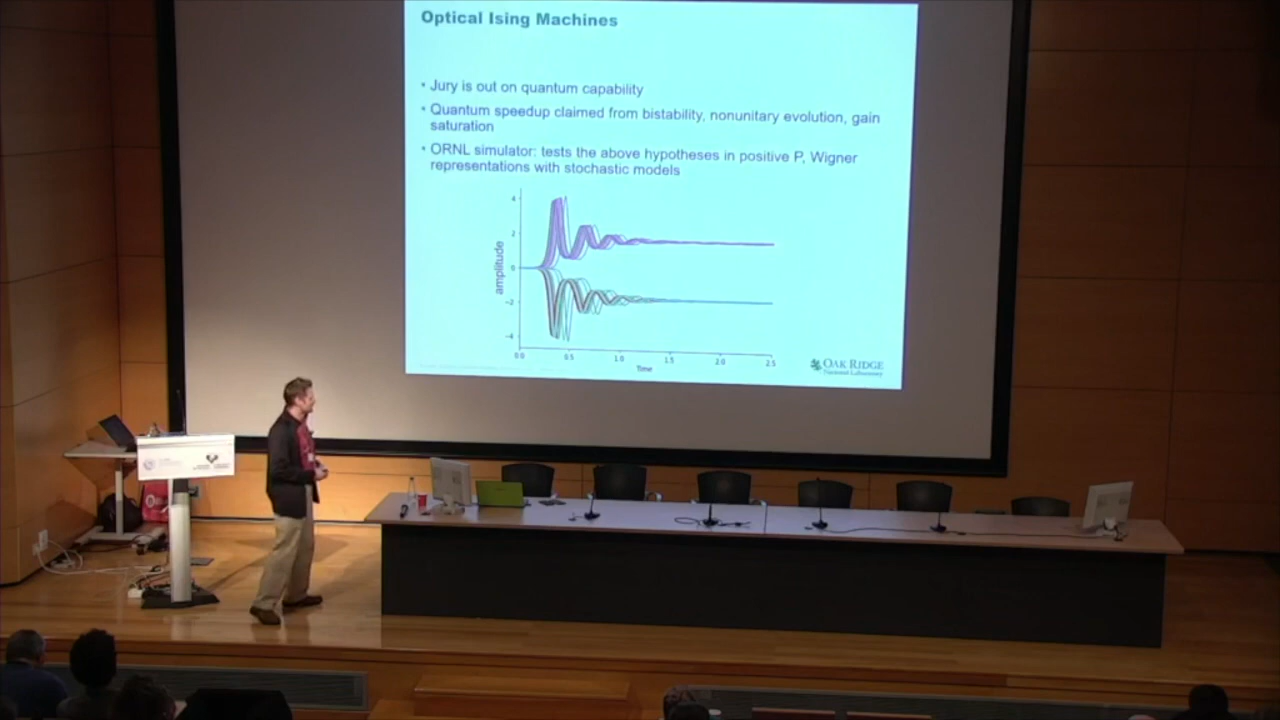 Optical Ising Machines
• Jury is out on quantum capability
• Quantum speedup claimed from bistability, nonunitary evolution, gain
saturation
• ORNL simulator: tests the above hypotheses in positive P, Wigner
representations with stochastic models
4
2
0
−2
−4
amplitude
0.0 0.5 1.0 1.5 2.0 2.5
Time
OAK RIDGE
National Laboratory